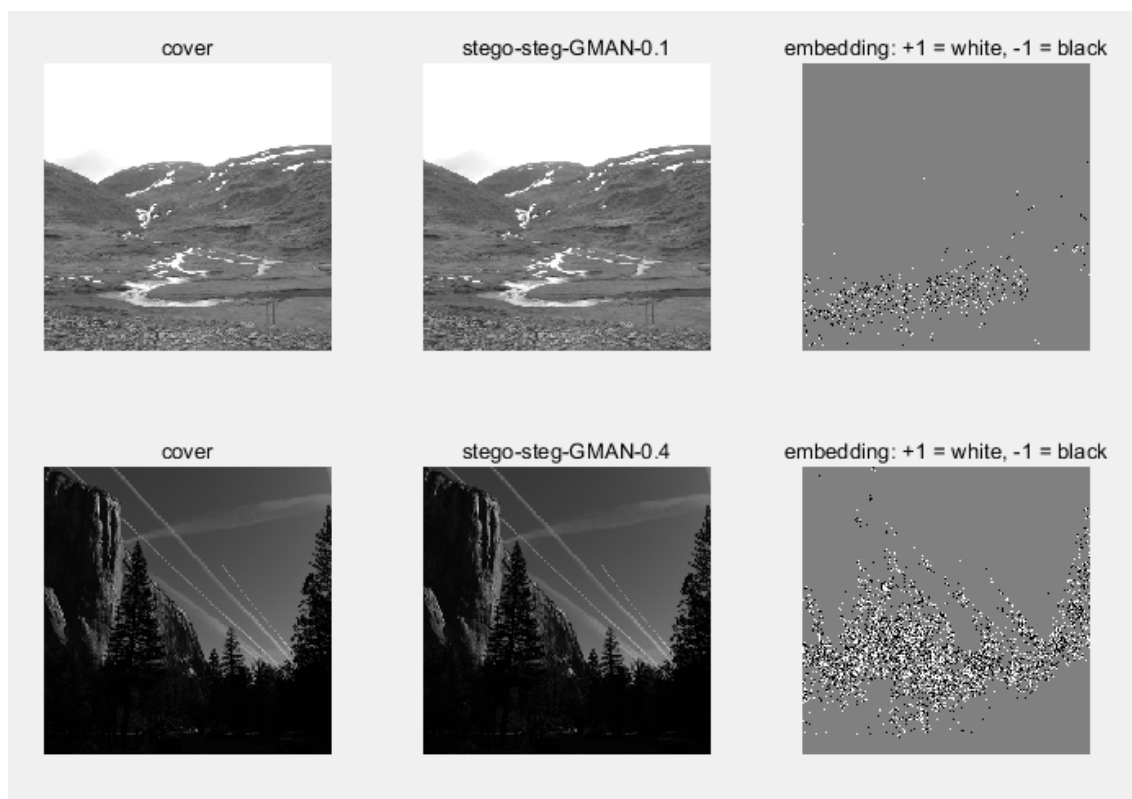 cover
stego-steg-GMAN-0.1
embedding: +1 = white, -1 = black
cover
stego-steg-GMAN-0.4
embedding: +1 = white, -1 = black